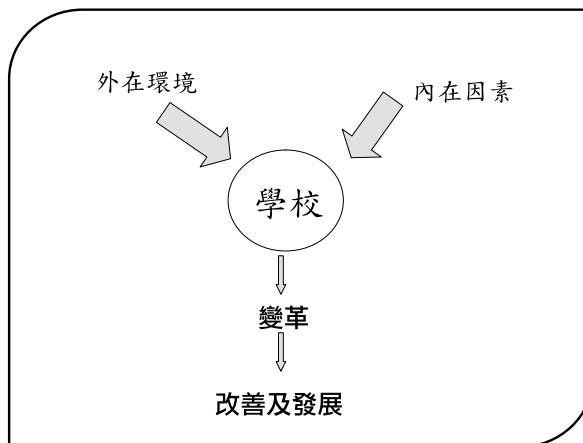 外在環境
內在因素
學校
變革
改善及發展